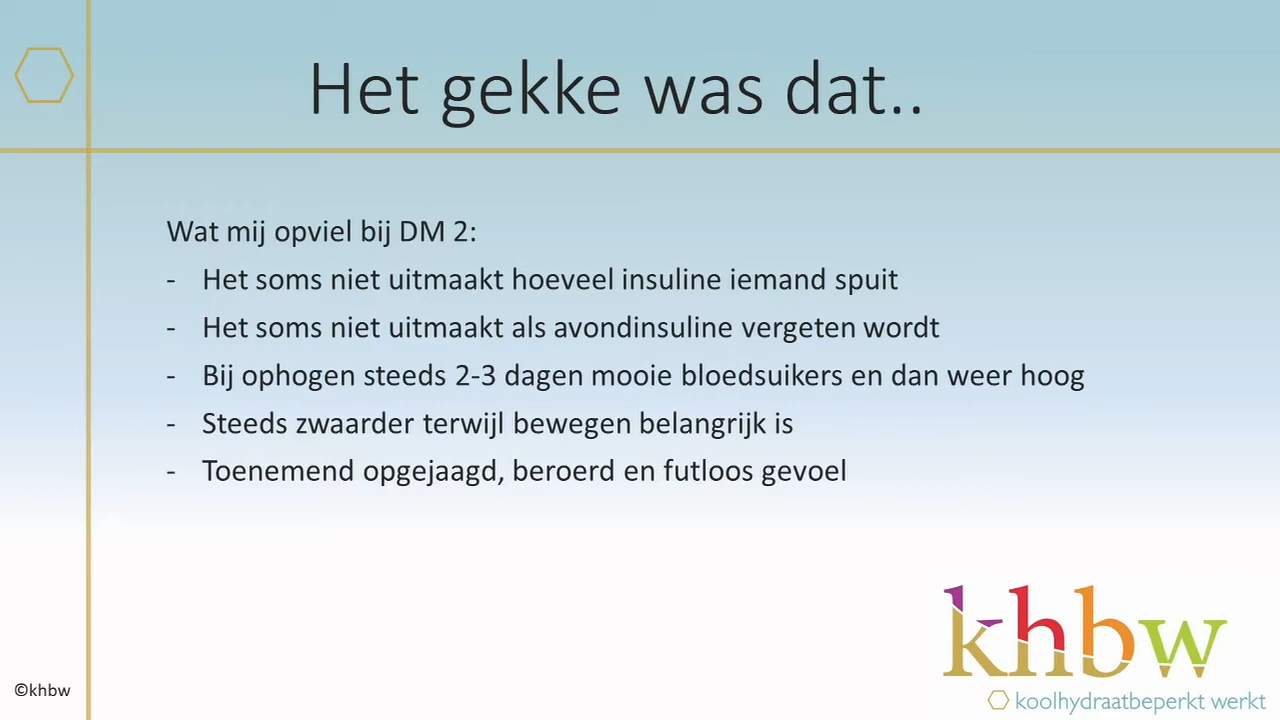 Het gekke was dat..
Wat mij opviel bij DM 2:
- Het soms niet uitmaakt hoeveel insuline iemand spuit
- Het soms niet uitmaakt als avondinsuline vergeten wordt
- Bij ophogen steeds 2-3 dagen mooie bloedsuikers en dan weer hoog
- Steeds zwaarder terwijl bewegen belangrijk is
- Toenemend opgejaagd, beroerd en futloos gevoel
khbw
koolhydraatbeperkt werkt
©khbw